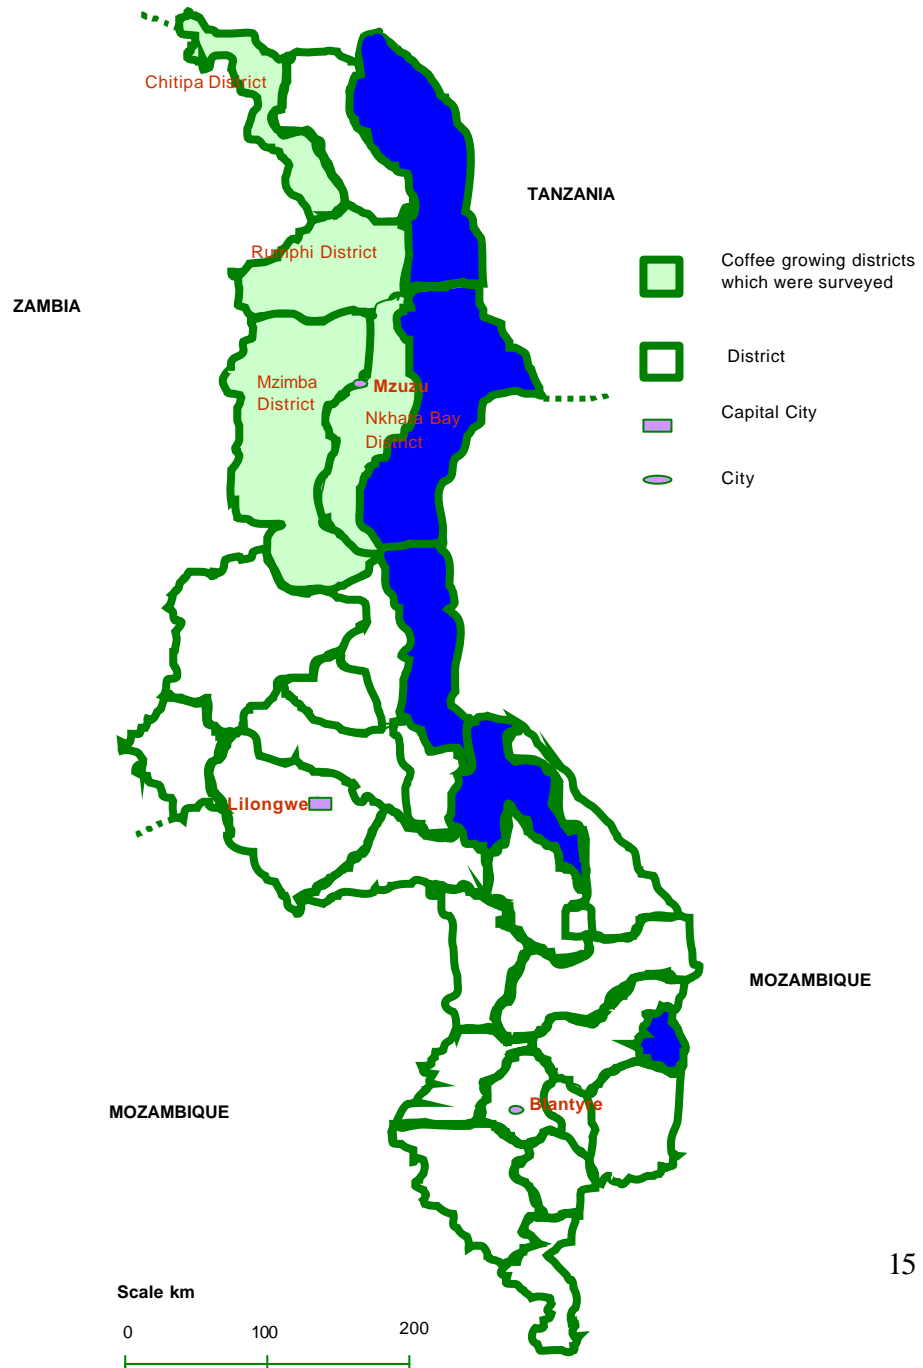 Chitipa District
TANZANIA
Rumphi District
Coffee growing districts
which were surveyed
ZAMBIA
District
Mzimba
District
Mzuzu
Nkhata Bay
District
Capital City
City
Lilongwe
MOZAMBIQUE
Blantyre
MOZAMBIQUE
15
Scale km
0
100
200